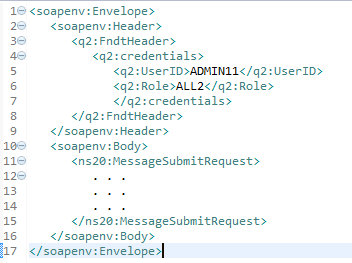 1 <soapenv:Envelope>
2 <soapenv:Header>
3 <q2:FndtHeader>
4 <q2:credentials>
5 <q2:UserID>ADMIN11</q2:UserID>
6 <q2:Role>ALL2</q2:Role>
7 </q2:credentials>
8 </q2:FndtHeader>
9 </soapenv:Header>
10 <soapenv:Body>
11 <ns20:MessageSubmitRequest>
12 . . .
13 . . .
14 . . .
15 </ns20:MessageSubmitRequest>
16 </soapenv:Body>
17 </soapenv:Envelope>